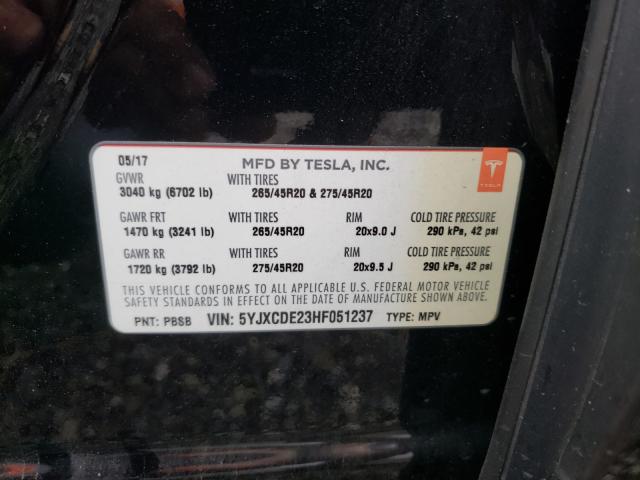 05/17 MFD BY TESLA, INC.
GVWR WITH TIRES
3040 kg (6702 lb) 265/45R20 & 275/45R20
GAWR FRT WITH TIRES RIM COLD TIRE PRESSURE
1470 kg (3241 lb) 265/45R20 20x9.0 J 290 kPs, 42 psi
GAWR RR WITH TIRES RIM COLD TIRE PRESSURE
1720 kg (3792 lb) 275/45R20 20x9.5 J 290 kPs, 42 psi
THIS VEHICLE CONFORMS TO ALL APPLICABLE U.S. FEDERAL MOTOR VEHICLE
SAFETY STANDARDS IN EFFECT ON THE DATE OF MANUFACTURE SHOWN ABOVE.
PNT: PBSB VIN: 5YJXCDE23HF051237 TYPE: MPV
TESLA